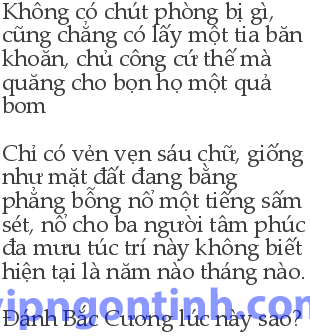 Không có chút phòng bị gì,
cũng chẳng có lấy một tia băn
khoăn, chủ công cứ thế mà
quăng cho bọn họ một quả
bom
Chỉ có vẻn vẹn sáu chữ, giống
như mặt đất đang bằng
phẳng bỗng nổ một tiếng sấm
sét, nổ cho ba người tâm phúc
đa mưu túc trí này không biết
hiện tại là năm nào tháng nào.
vipngontinh.com
Đánh Bắc Cương lúc này sao?